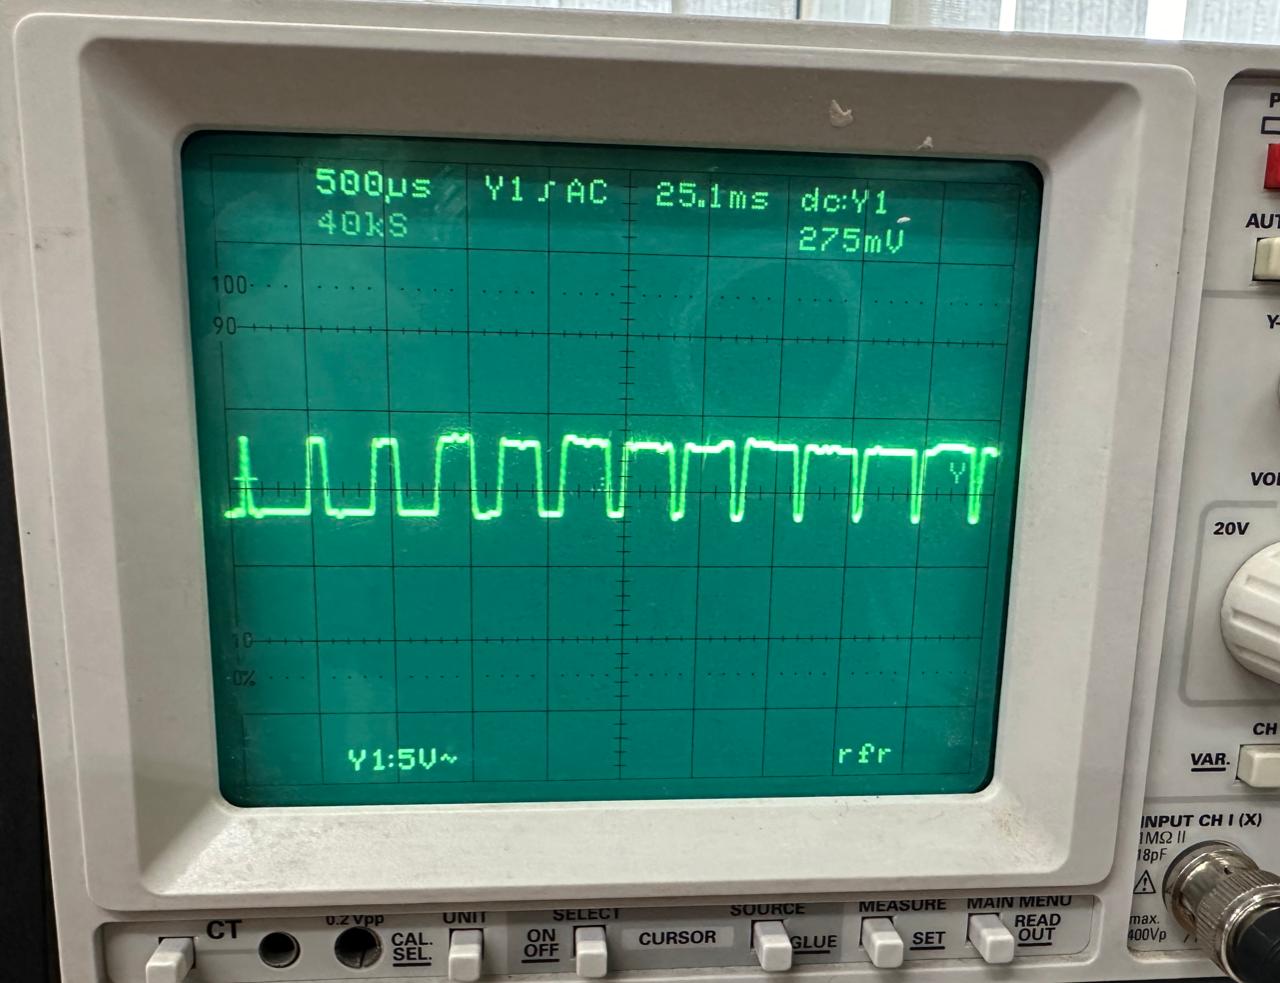 500µs Y1 ∫ AC 25.1ms dc:Y1
40kS 275mV
100
90
Y
10
0%
Y1:5V~ rfr
AUT
Y-
VOL
20V
CH
VAR.
INPUT CH I (X)
1MΩ II
18pF
max.
400Vp
CT
0.2 Vpp
CAL.
SEL.
UNIT
ON
OFF
SELECT
CURSOR
SOURCE
GLUE
MEASURE
SET
MAIN MENU
READ
OUT